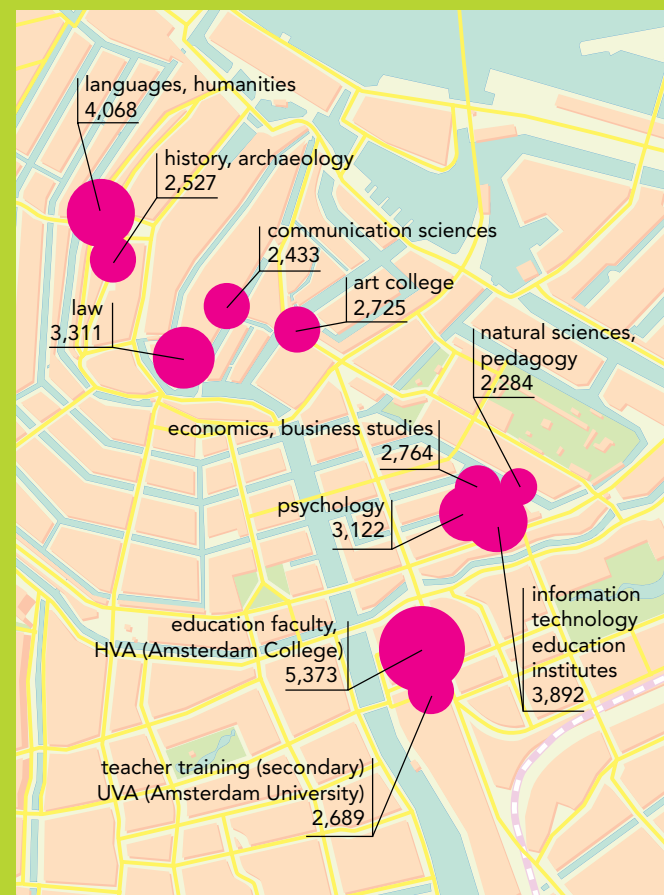 languages, humanities
4,068
history, archaeology
2,527
communication sciences
2,433
art college
2,725
law
3,311
natural sciences,
pedagogy
2,284
economics, business studies
2,764
psychology
3,122
information
technology
education
institutes
3,892
education faculty,
HVA (Amsterdam College)
5,373
teacher training (secondary)
UVA (Amsterdam University)
2,689